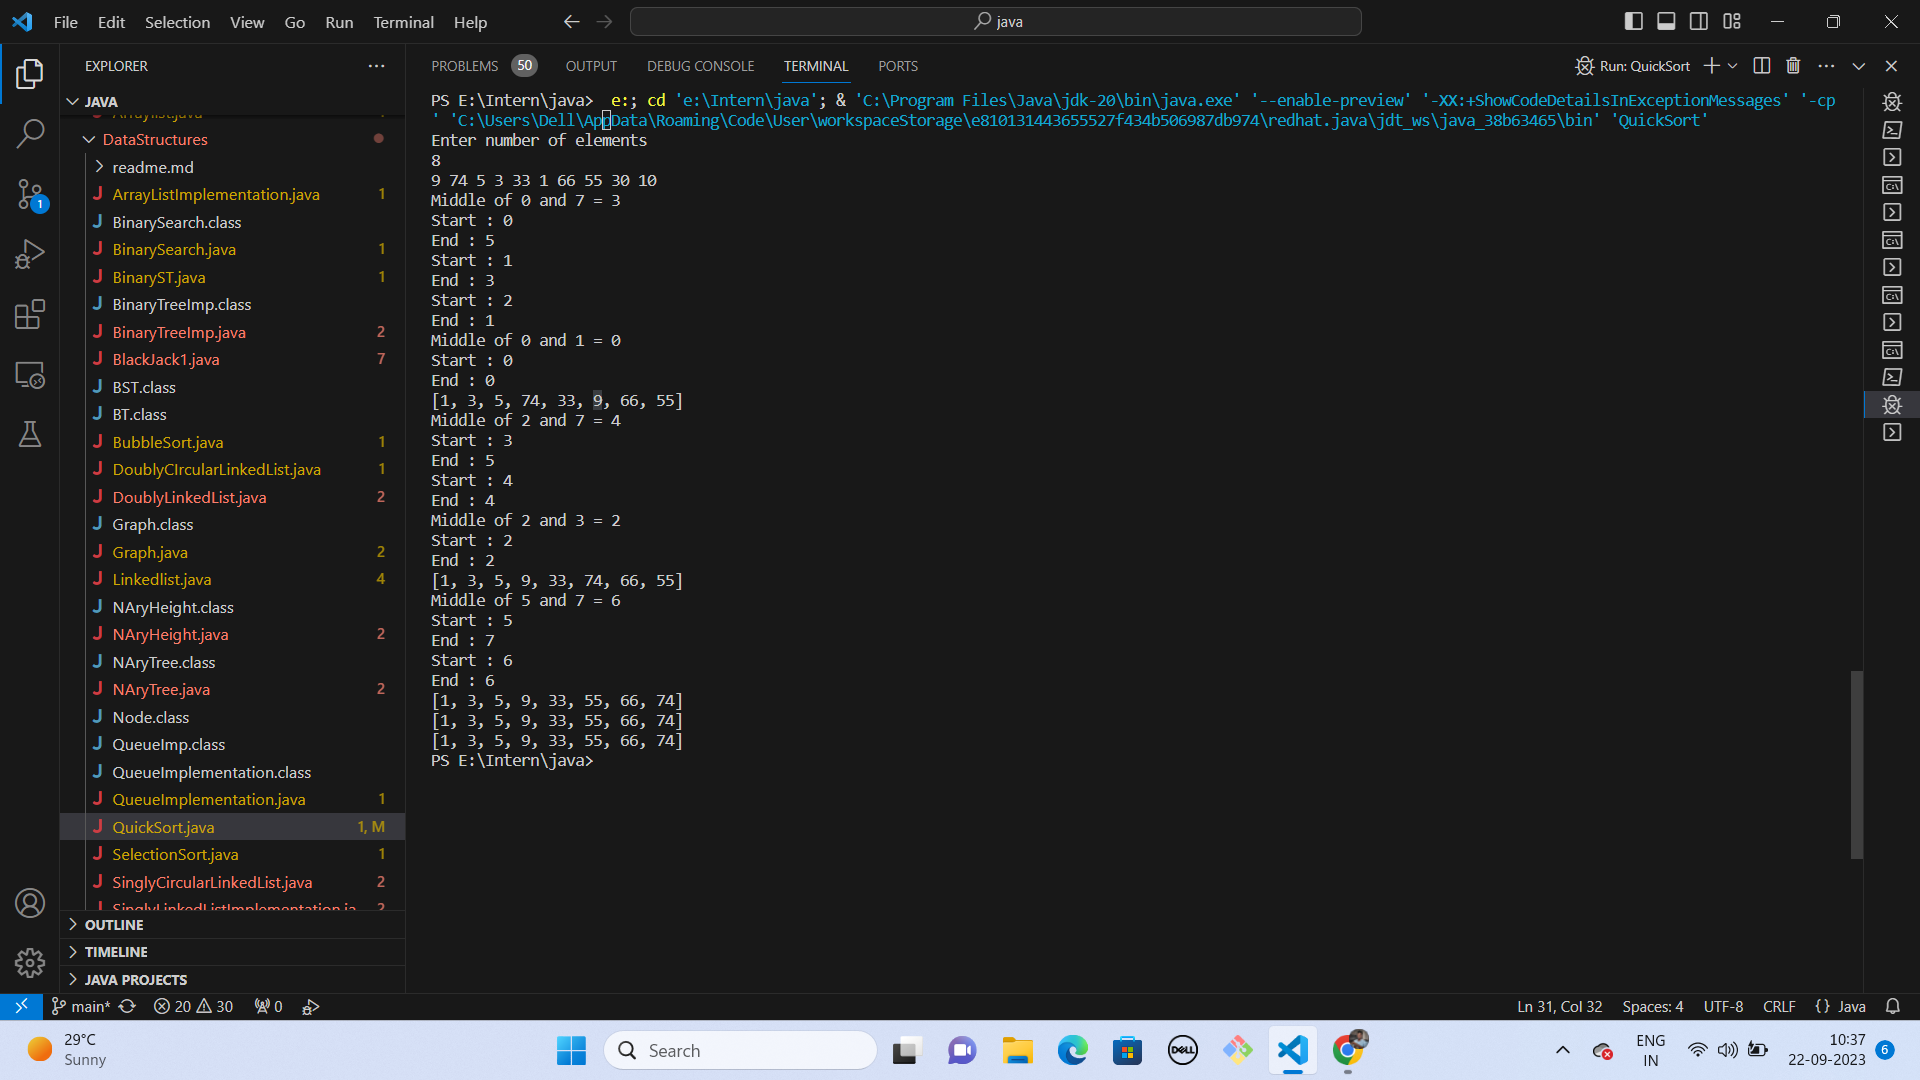 File Edit Selection View Go Run Terminal Help
java
EXPLORER
PROBLEMS 50 OUTPUT DEBUG CONSOLE TERMINAL PORTS
Run: QuickSort
JAVA
Arraylist.java
DataStructures
readme.md
ArrayListImplementation.java 1
BinarySearch.class
BinarySearch.java 1
BinaryST.java 1
BinaryTreeImp.class
BinaryTreeImp.java 2
BlackJack1.java 7
BST.class
BT.class
BubbleSort.java 1
DoublyCIrcularLinkedList.java 1
DoublyLinkedList.java 2
Graph.class
Graph.java 2
Linkedlist.java 4
NAryHeight.class
NAryHeight.java 2
NAryTree.class
NAryTree.java 2
Node.class
QueueImp.class
QueueImplementation.class
QueueImplementation.java 1
QuickSort.java 1, M
SelectionSort.java 1
SinglyCircularLinkedList.java 2
SinglyLinkedListImplementation.ja 2
OUTLINE
TIMELINE
JAVA PROJECTS
1
PS E:\Intern\java>  e:; cd 'e:\Intern\java'; & 'C:\Program Files\Java\jdk-20\bin\java.exe' '--enable-preview' '-XX:+ShowCodeDetailsInExceptionMessages' '-cp
' 'C:\Users\Dell\AppData\Roaming\Code\User\workspaceStorage\e810131443655527f434b506987db974\redhat.java\jdt_ws\java_38b63465\bin' 'QuickSort'
Enter number of elements
8
9 74 5 3 33 1 66 55 30 10
Middle of 0 and 7 = 3
Start : 0
End : 5
Start : 1
End : 3
Start : 2
End : 1
Middle of 0 and 1 = 0
Start : 0
End : 0
[1, 3, 5, 74, 33, 9, 66, 55]
Middle of 2 and 7 = 4
Start : 3
End : 5
Start : 4
End : 4
Middle of 2 and 3 = 2
Start : 2
End : 2
[1, 3, 5, 9, 33, 74, 66, 55]
Middle of 5 and 7 = 6
Start : 5
End : 7
Start : 6
End : 6
[1, 3, 5, 9, 33, 55, 66, 74]
[1, 3, 5, 9, 33, 55, 66, 74]
[1, 3, 5, 9, 33, 55, 66, 74]
PS E:\Intern\java>
main* 20 30 0
Ln 31, Col 32 Spaces: 4 UTF-8 CRLF {} Java
29°C
Sunny
Search
DELL
ENG
IN
10:37
22-09-2023
6